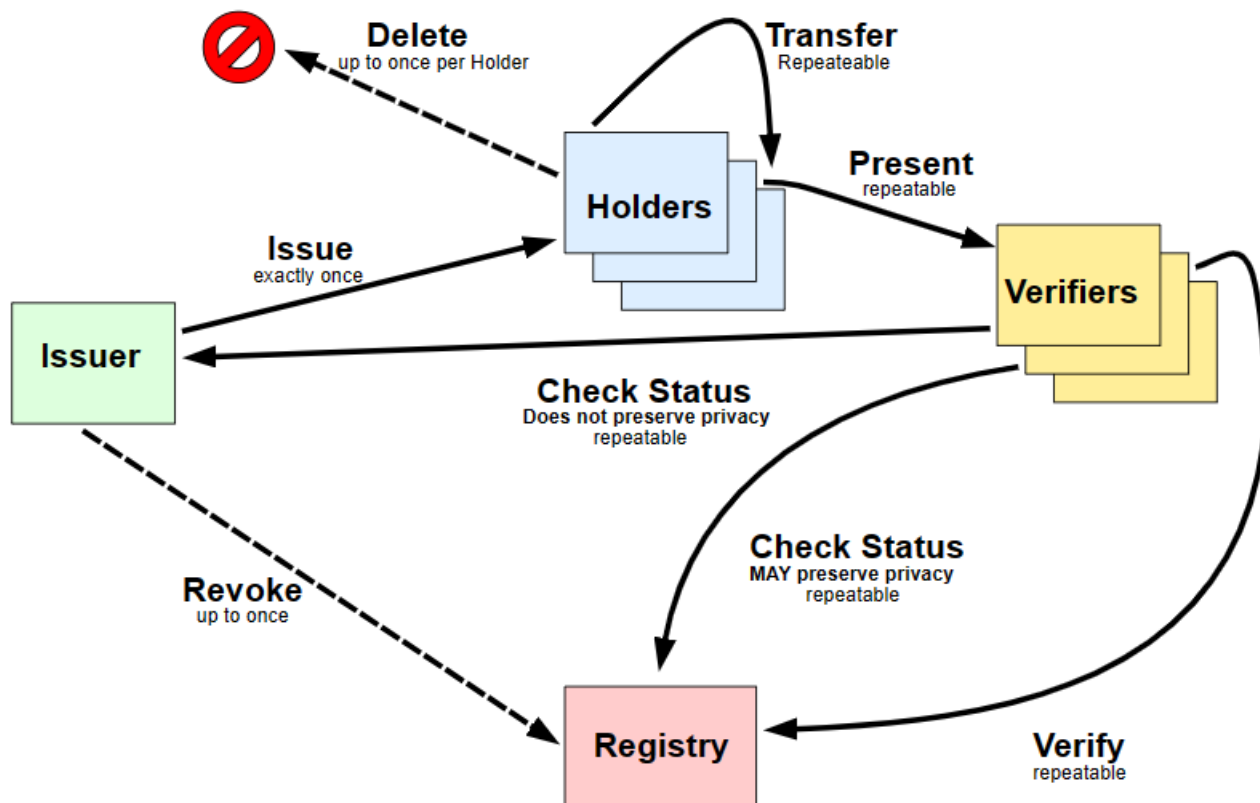 Delete
up to once per Holder
Transfer
Repeateable
Present
repeatable
Holders
Issue
exactly once
Verifiers
Issuer
Check Status
Does not preserve privacy
repeatable
Check Status
MAY preserve privacy
repeatable
Revoke
up to once
Registry
Verify
repeatable